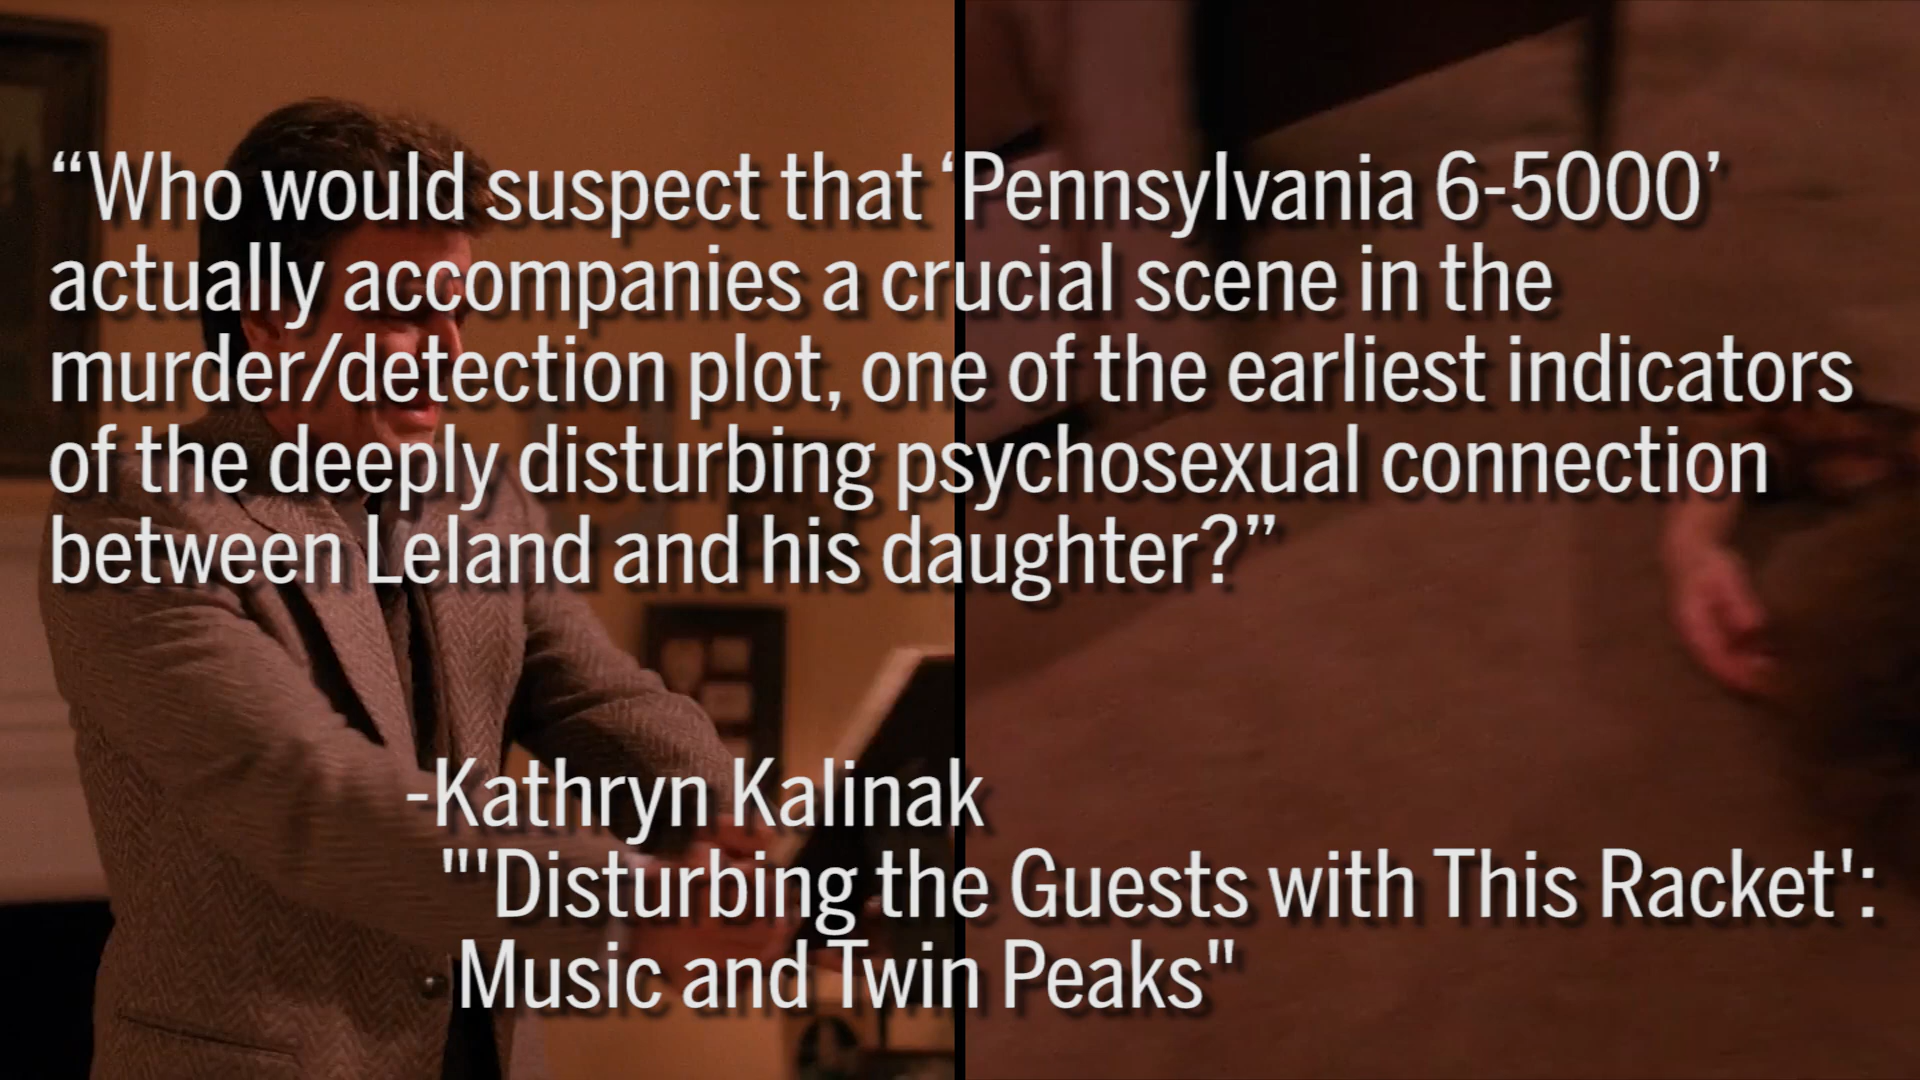 “Who would suspect that ‘Pennsylvania 6-5000’
actually accompanies a crucial scene in the
murder/detection plot, one of the earliest indicators
of the deeply disturbing psychosexual connection
between Leland and his daughter?”
-Kathryn Kalinak
"'Disturbing the Guests with This Racket':
Music and Twin Peaks"